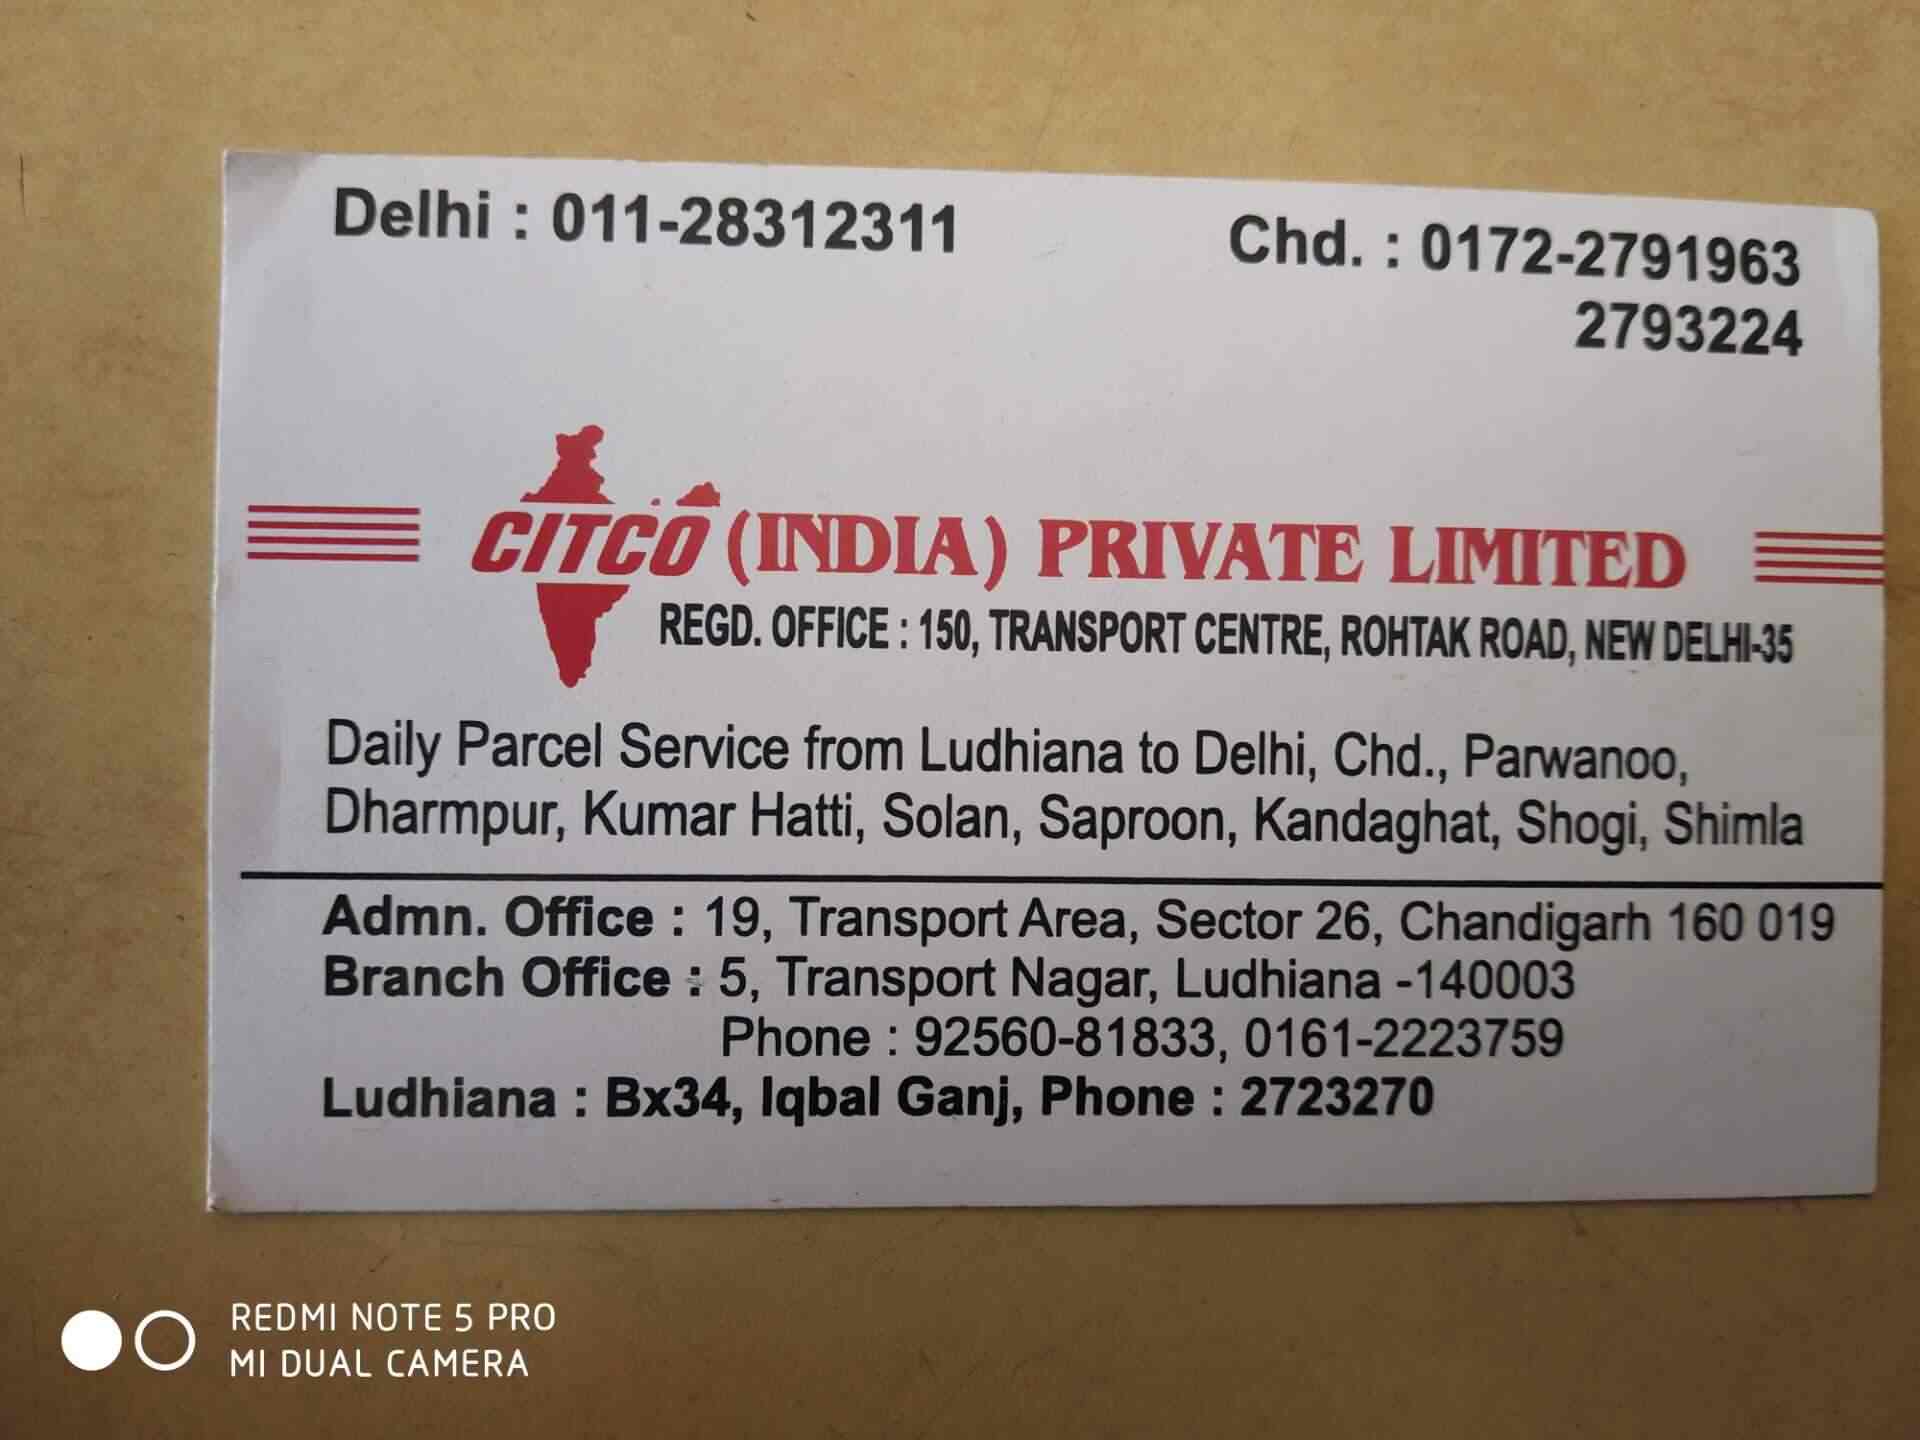 Delhi : 011-28312311
Chd. : 0172-2791963
2793224
CITCO (INDIA) PRIVATE LIMITED
REGD. OFFICE : 150, TRANSPORT CENTRE, ROHTAK ROAD, NEW DELHI-35
Daily Parcel Service from Ludhiana to Delhi, Chd., Parwanoo,
Dharmpur, Kumar Hatti, Solan, Saproon, Kandaghat, Shogi, Shimla
Admn. Office : 19, Transport Area, Sector 26, Chandigarh 160 019
Branch Office : 5, Transport Nagar, Ludhiana -140003
Phone : 92560-81833, 0161-2223759
Ludhiana : Bx34, Iqbal Ganj, Phone : 2723270
REDMI NOTE 5 PRO
MI DUAL CAMERA